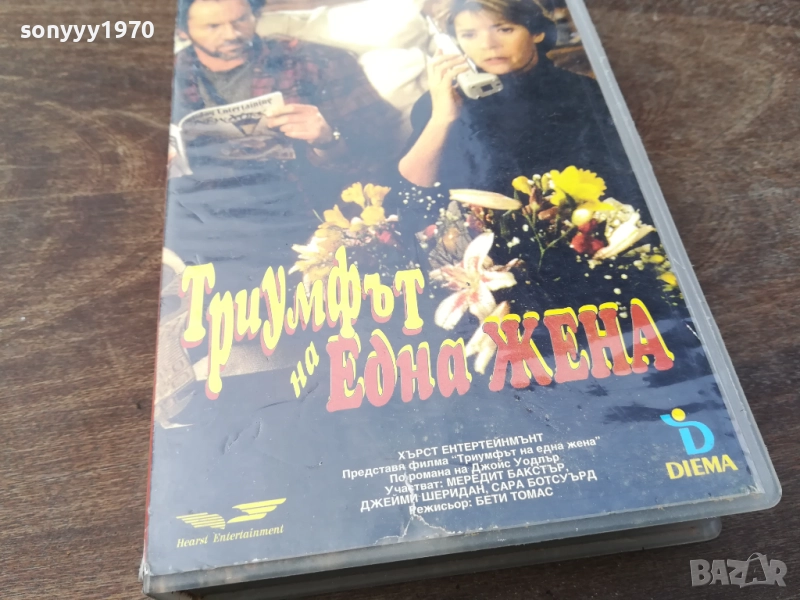 sonyyy1970
Триумфът
на Една ЖЕНА
ХЪРСТ ЕНТЕРТЕЙНМЪНТ
Представя филма "Триумфът на една жена"
По романа на Джойс Уодлър
Участват: МЕРЕДИТ БАКСТЪР,
ДЖЕЙМИ ШЕРИДАН, САРА БОТСУЪРД
Режисьор: БЕТИ ТОМАС
DIEMA
Hearst Entertainment
BAZAR